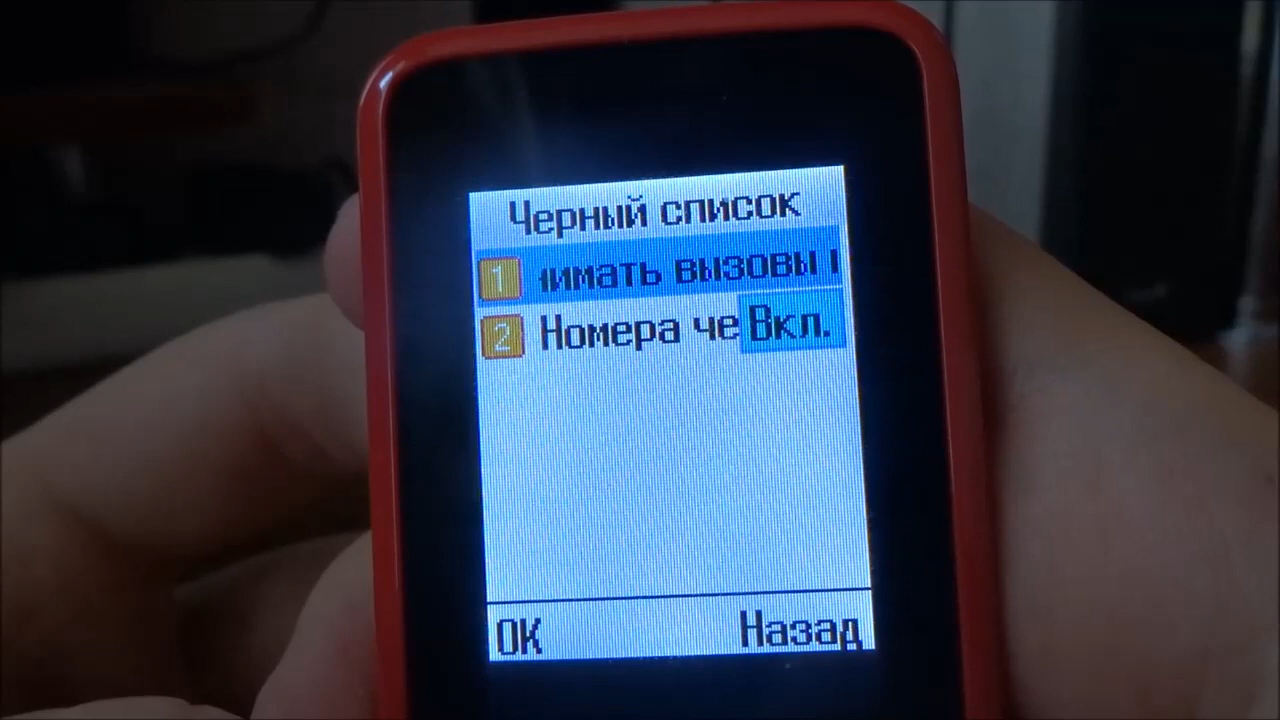 Черный список
1 нимать вызовы
2 Номера че Вкл.
ОК Назад